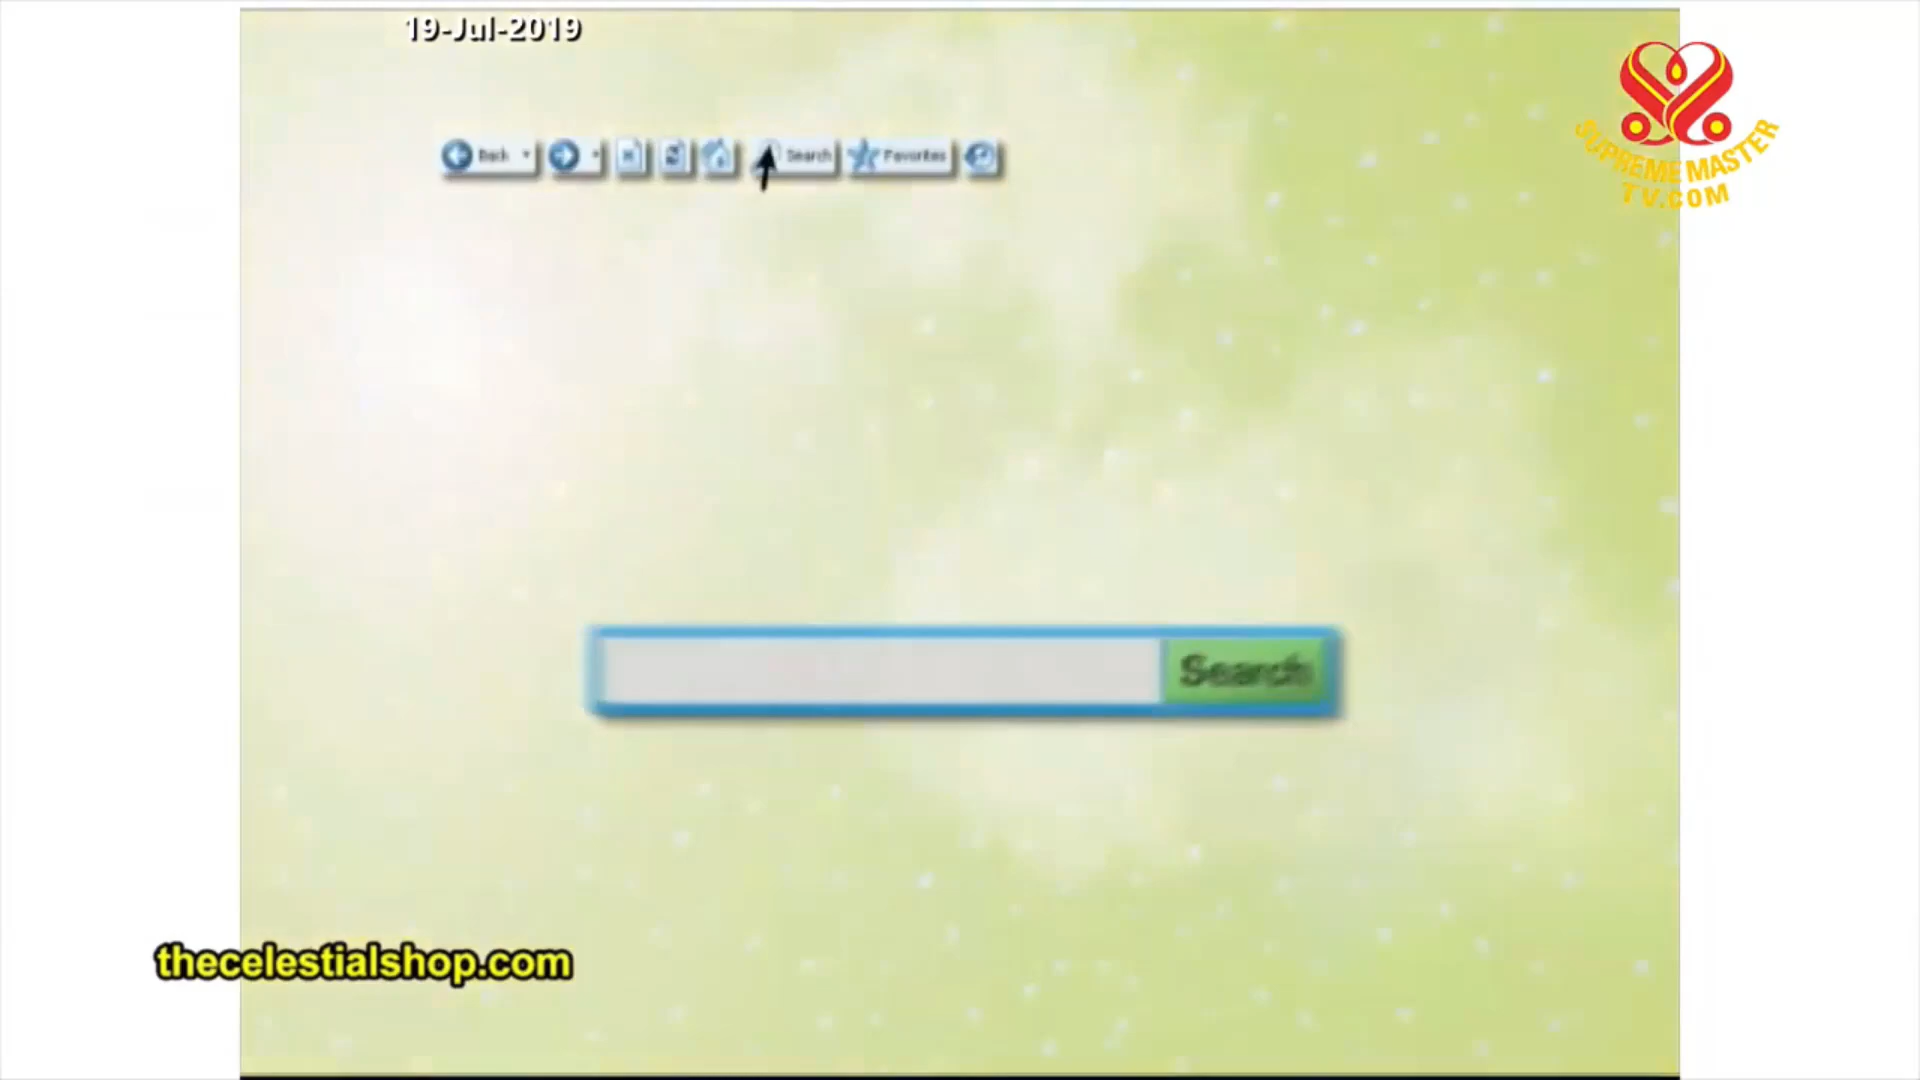 19-Jul-2019
Back
Search
Favorites
SUPREME MASTER
TV.COM
Search
thecelestialshop.com